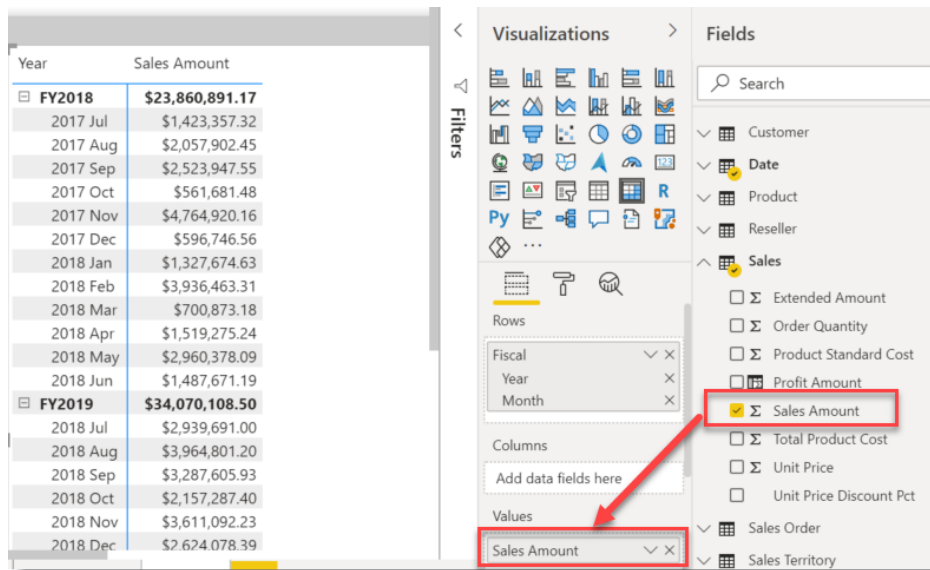 Year Sales Amount
FY2018 $23,860,891.17
2017 Jul $1,423,357.32
2017 Aug $2,057,902.45
2017 Sep $2,523,947.55
2017 Oct $561,681.48
2017 Nov $4,764,920.16
2017 Dec $596,746.56
2018 Jan $1,327,674.63
2018 Feb $3,936,463.31
2018 Mar $700,873.18
2018 Apr $1,519,275.24
2018 May $2,960,378.09
2018 Jun $1,487,671.19
FY2019 $34,070,108.50
2018 Jul $2,939,691.00
2018 Aug $3,964,801.20
2018 Sep $3,287,605.93
2018 Oct $2,157,287.40
2018 Nov $3,611,092.23
2018 Dec $2,624,078.39
Filters
Visualizations
123
R
Py
Rows
Fiscal
Year
Month
Columns
Add data fields here
Values
Sales Amount
Fields
Search
Customer
Date
Product
Reseller
Sales
Σ Extended Amount
Σ Order Quantity
Σ Product Standard Cost
Profit Amount
Σ Sales Amount
Σ Total Product Cost
Σ Unit Price
Unit Price Discount Pct
Sales Order
Sales Territory